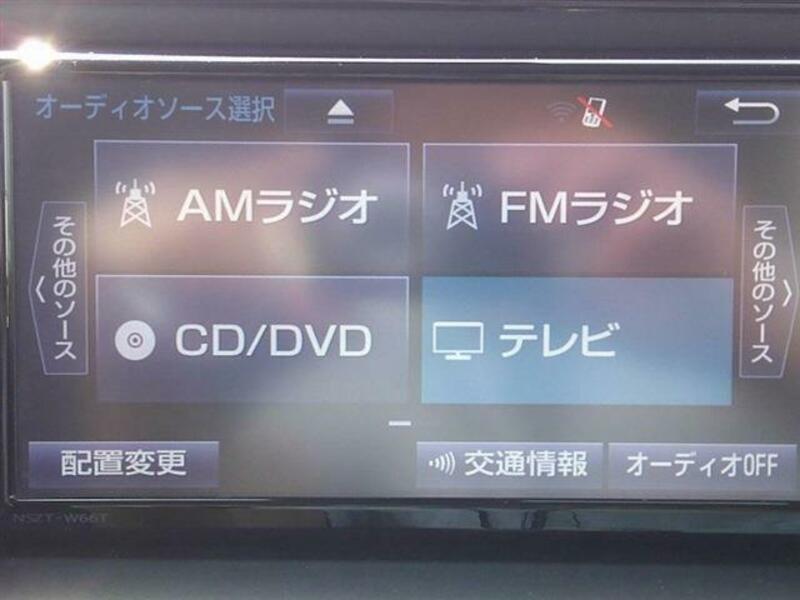 オーディオソース選択
AMラジオ
FMラジオ
その他のソース
その他のソース
CD/DVD
テレビ
配置変更
交通情報
オーディオOFF
NSZT-W66T